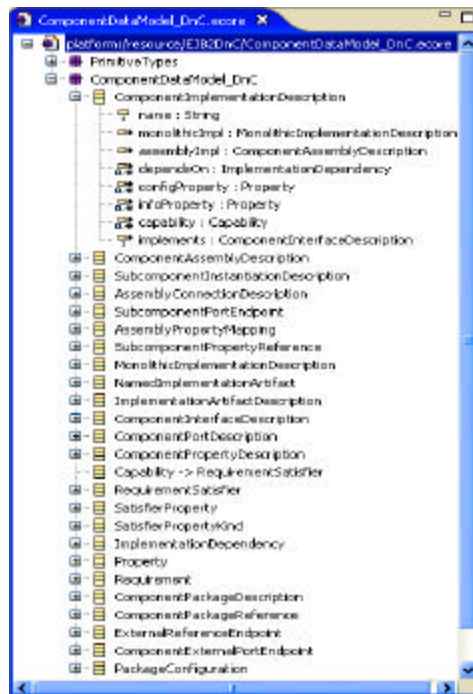 ComponentDataModel_DnC.ecore
platform:/resource/EJB2DnC/ComponentDataModel_DnC.ecore
PrimitiveTypes
ComponentDataModel_DnC
ComponentImplementationDescription
name : String
monolithicImpl : MonolithicImplementationDescription
assemblyImpl : ComponentAssemblyDescription
dependsOn : ImplementationDependency
configProperty : Property
infoProperty : Property
capability : Capability
implements : ComponentInterfaceDescription
ComponentAssemblyDescription
SubcomponentInstantiationDescription
AssemblyConnectionDescription
SubcomponentPortEndpoint
AssemblyPropertyMapping
SubcomponentPropertyReference
MonolithicImplementationDescription
NamedImplementationArtifact
ImplementationArtifactDescription
ComponentInterfaceDescription
ComponentPortDescription
ComponentPropertyDescription
Capability -> RequirementSatisfier
RequirementSatisfier
SatisfierProperty
SatisfierPropertyKind
ImplementationDependency
Property
Requirement
ComponentPackageDescription
ComponentPackageReference
ExternalReferenceEndpoint
ComponentExternalPortEndpoint
PackageConfiguration